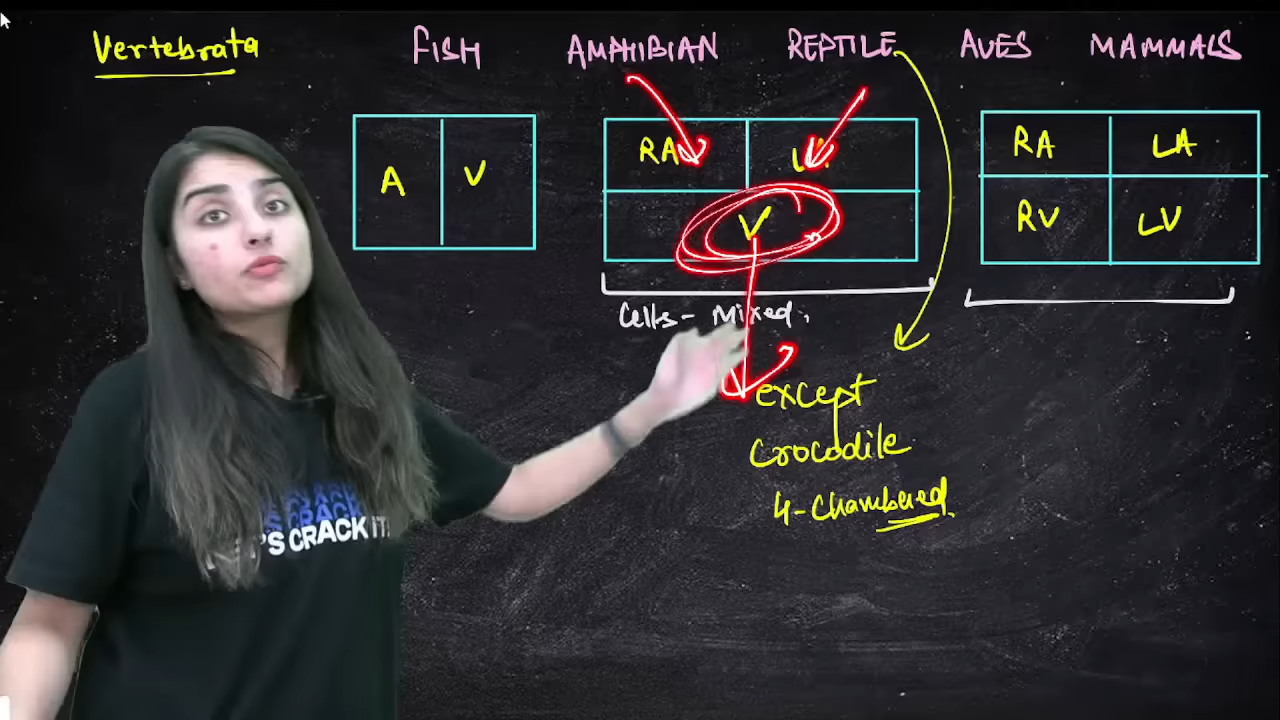 Vertebrata
FISH AMPHIBIAN REPTILE AVES MAMMALS
A V
RA
V
RA LA
RV LV
Cells - Mixed.
except
crocodile
4-Chambered.
'S CRACK IT!